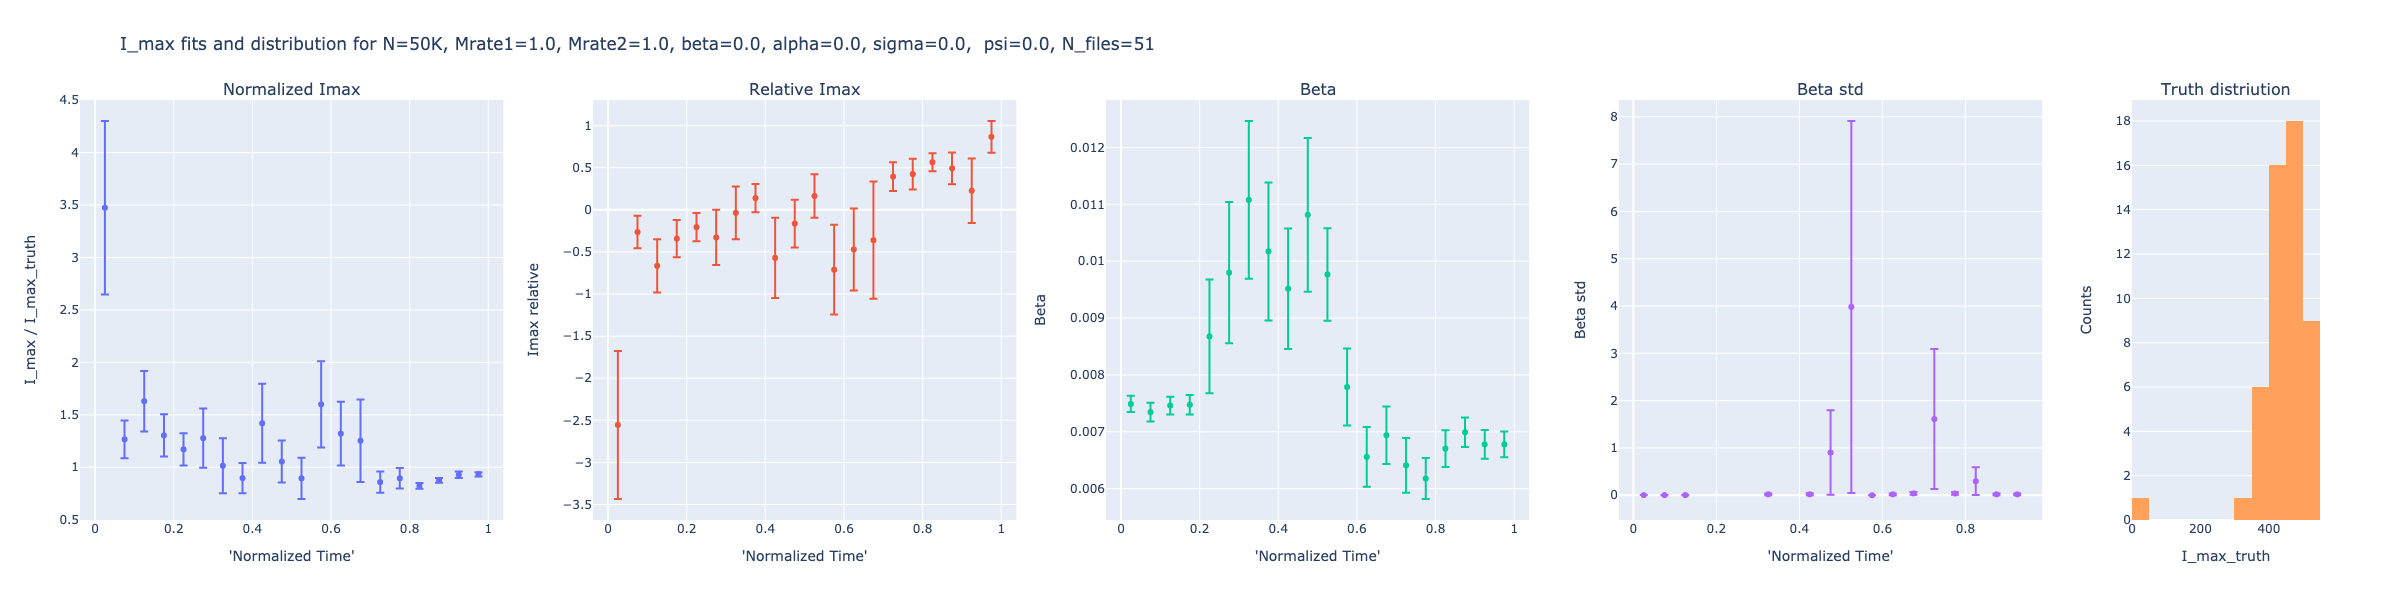 I_max fits and distribution for N=50K, Mrate1=1.0, Mrate2=1.0, beta=0.0, alpha=0.0, sigma=0.0,  psi=0.0, N_files=51
Normalized Imax
4.5
4
3.5
3
2.5
2
1.5
1
0.5
I_max / I_max_truth
0 0.2 0.4 0.6 0.8 1
'Normalized Time'
Relative Imax
1
0.5
0
−0.5
−1
−1.5
−2
−2.5
−3
−3.5
Imax relative
0 0.2 0.4 0.6 0.8 1
'Normalized Time'
Beta
0.012
0.011
0.01
0.009
0.008
0.007
0.006
Beta
0 0.2 0.4 0.6 0.8 1
'Normalized Time'
Beta std
8
7
6
5
4
3
2
1
0
Beta std
0 0.2 0.4 0.6 0.8
'Normalized Time'
Truth distriution
18
16
14
12
10
8
6
4
2
0
Counts
0 200 400
I_max_truth